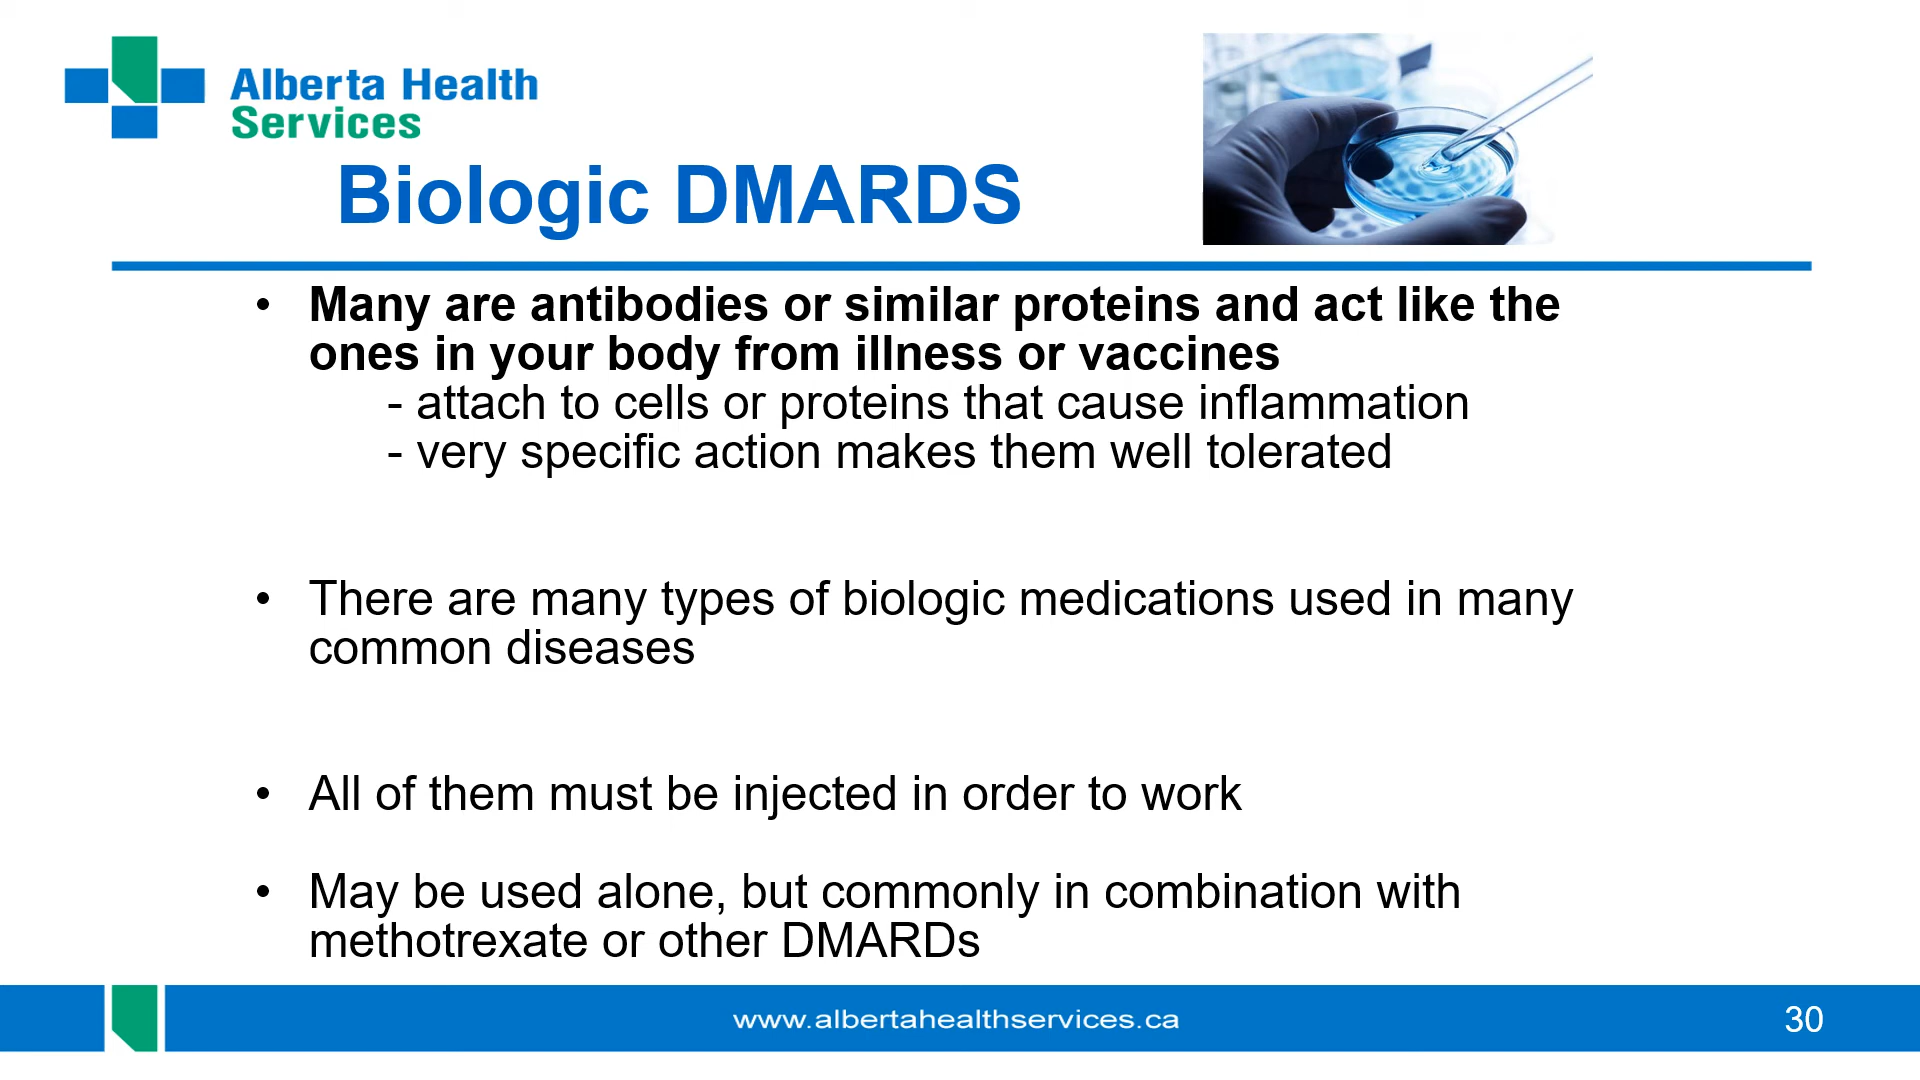 Alberta Health
Services
Biologic DMARDS
• Many are antibodies or similar proteins and act like the
ones in your body from illness or vaccines
- attach to cells or proteins that cause inflammation
- very specific action makes them well tolerated
• There are many types of biologic medications used in many
common diseases
• All of them must be injected in order to work
• May be used alone, but commonly in combination with
methotrexate or other DMARDs
www.albertahealthservices.ca
30